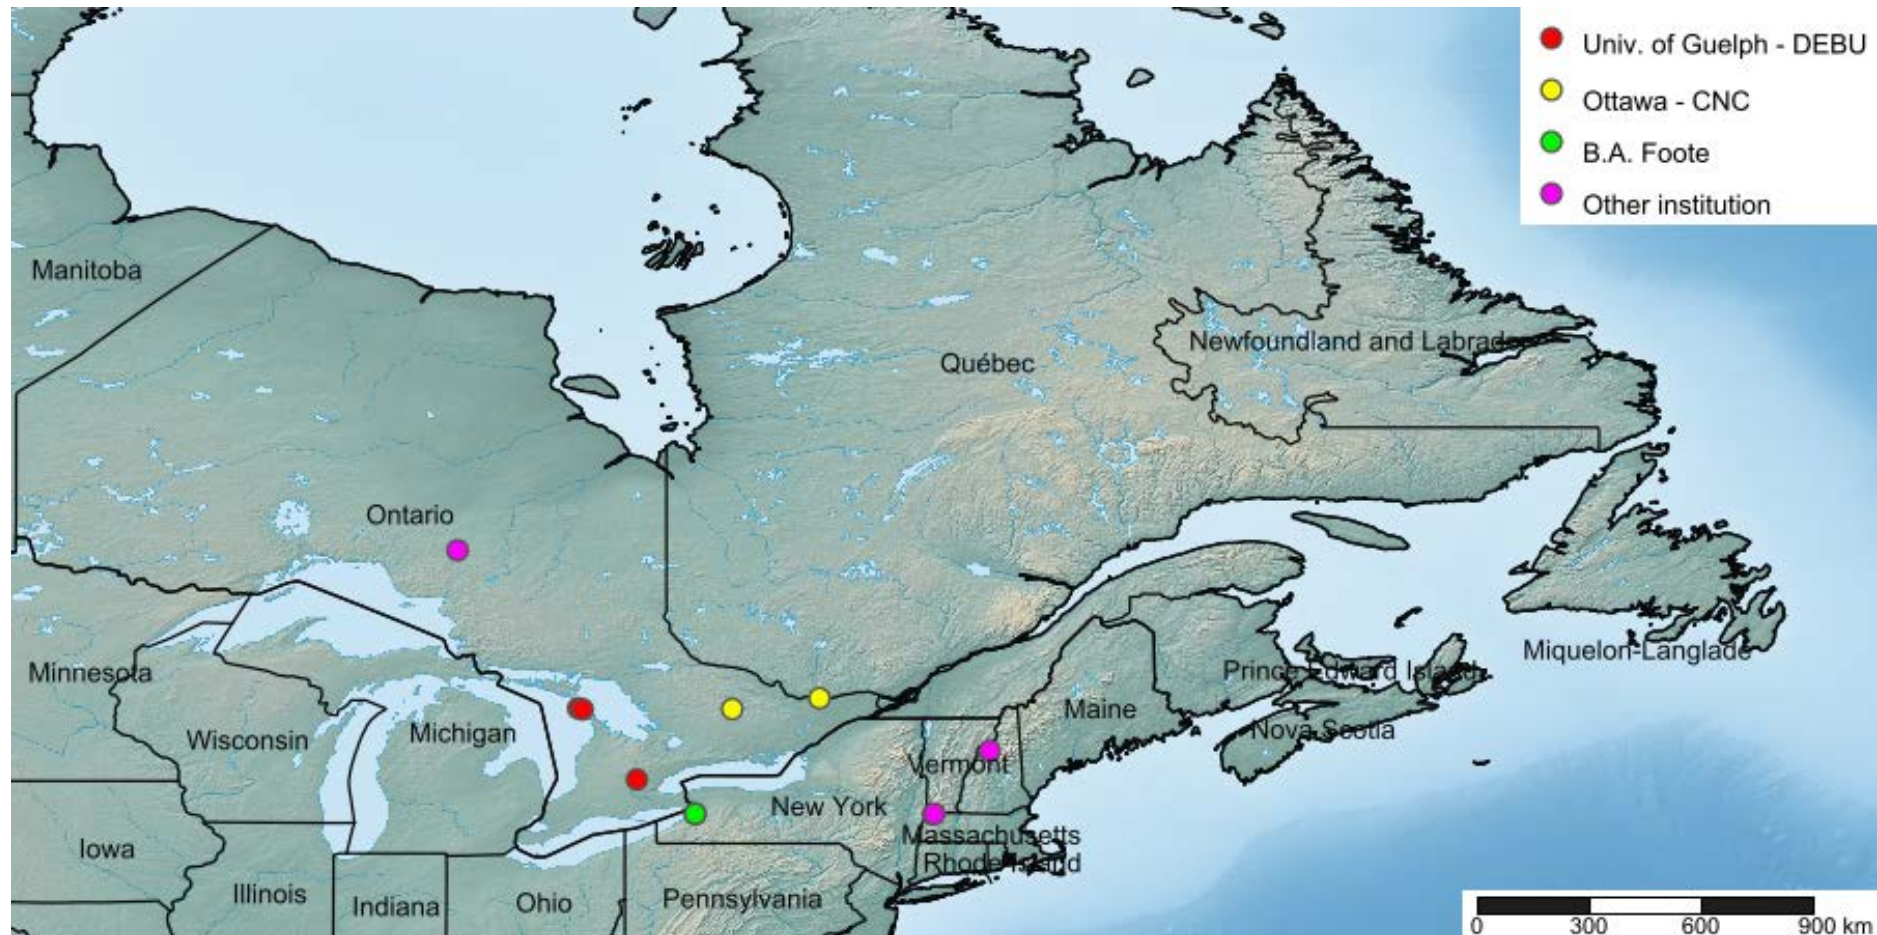 Univ. of Guelph - DEBU
Ottawa - CNC
B.A. Foote
Other institution
Manitoba
Newfoundland and Labrador
Québec
Ontario
Minnesota
Wisconsin
Michigan
Maine
Prince Edward Island
Miquelon-Langlade
Nova Scotia
Vermont
New York
Massachusetts
Iowa
Rhode Island
Illinois
Indiana
Ohio
Pennsylvania
0 300 600 900 km